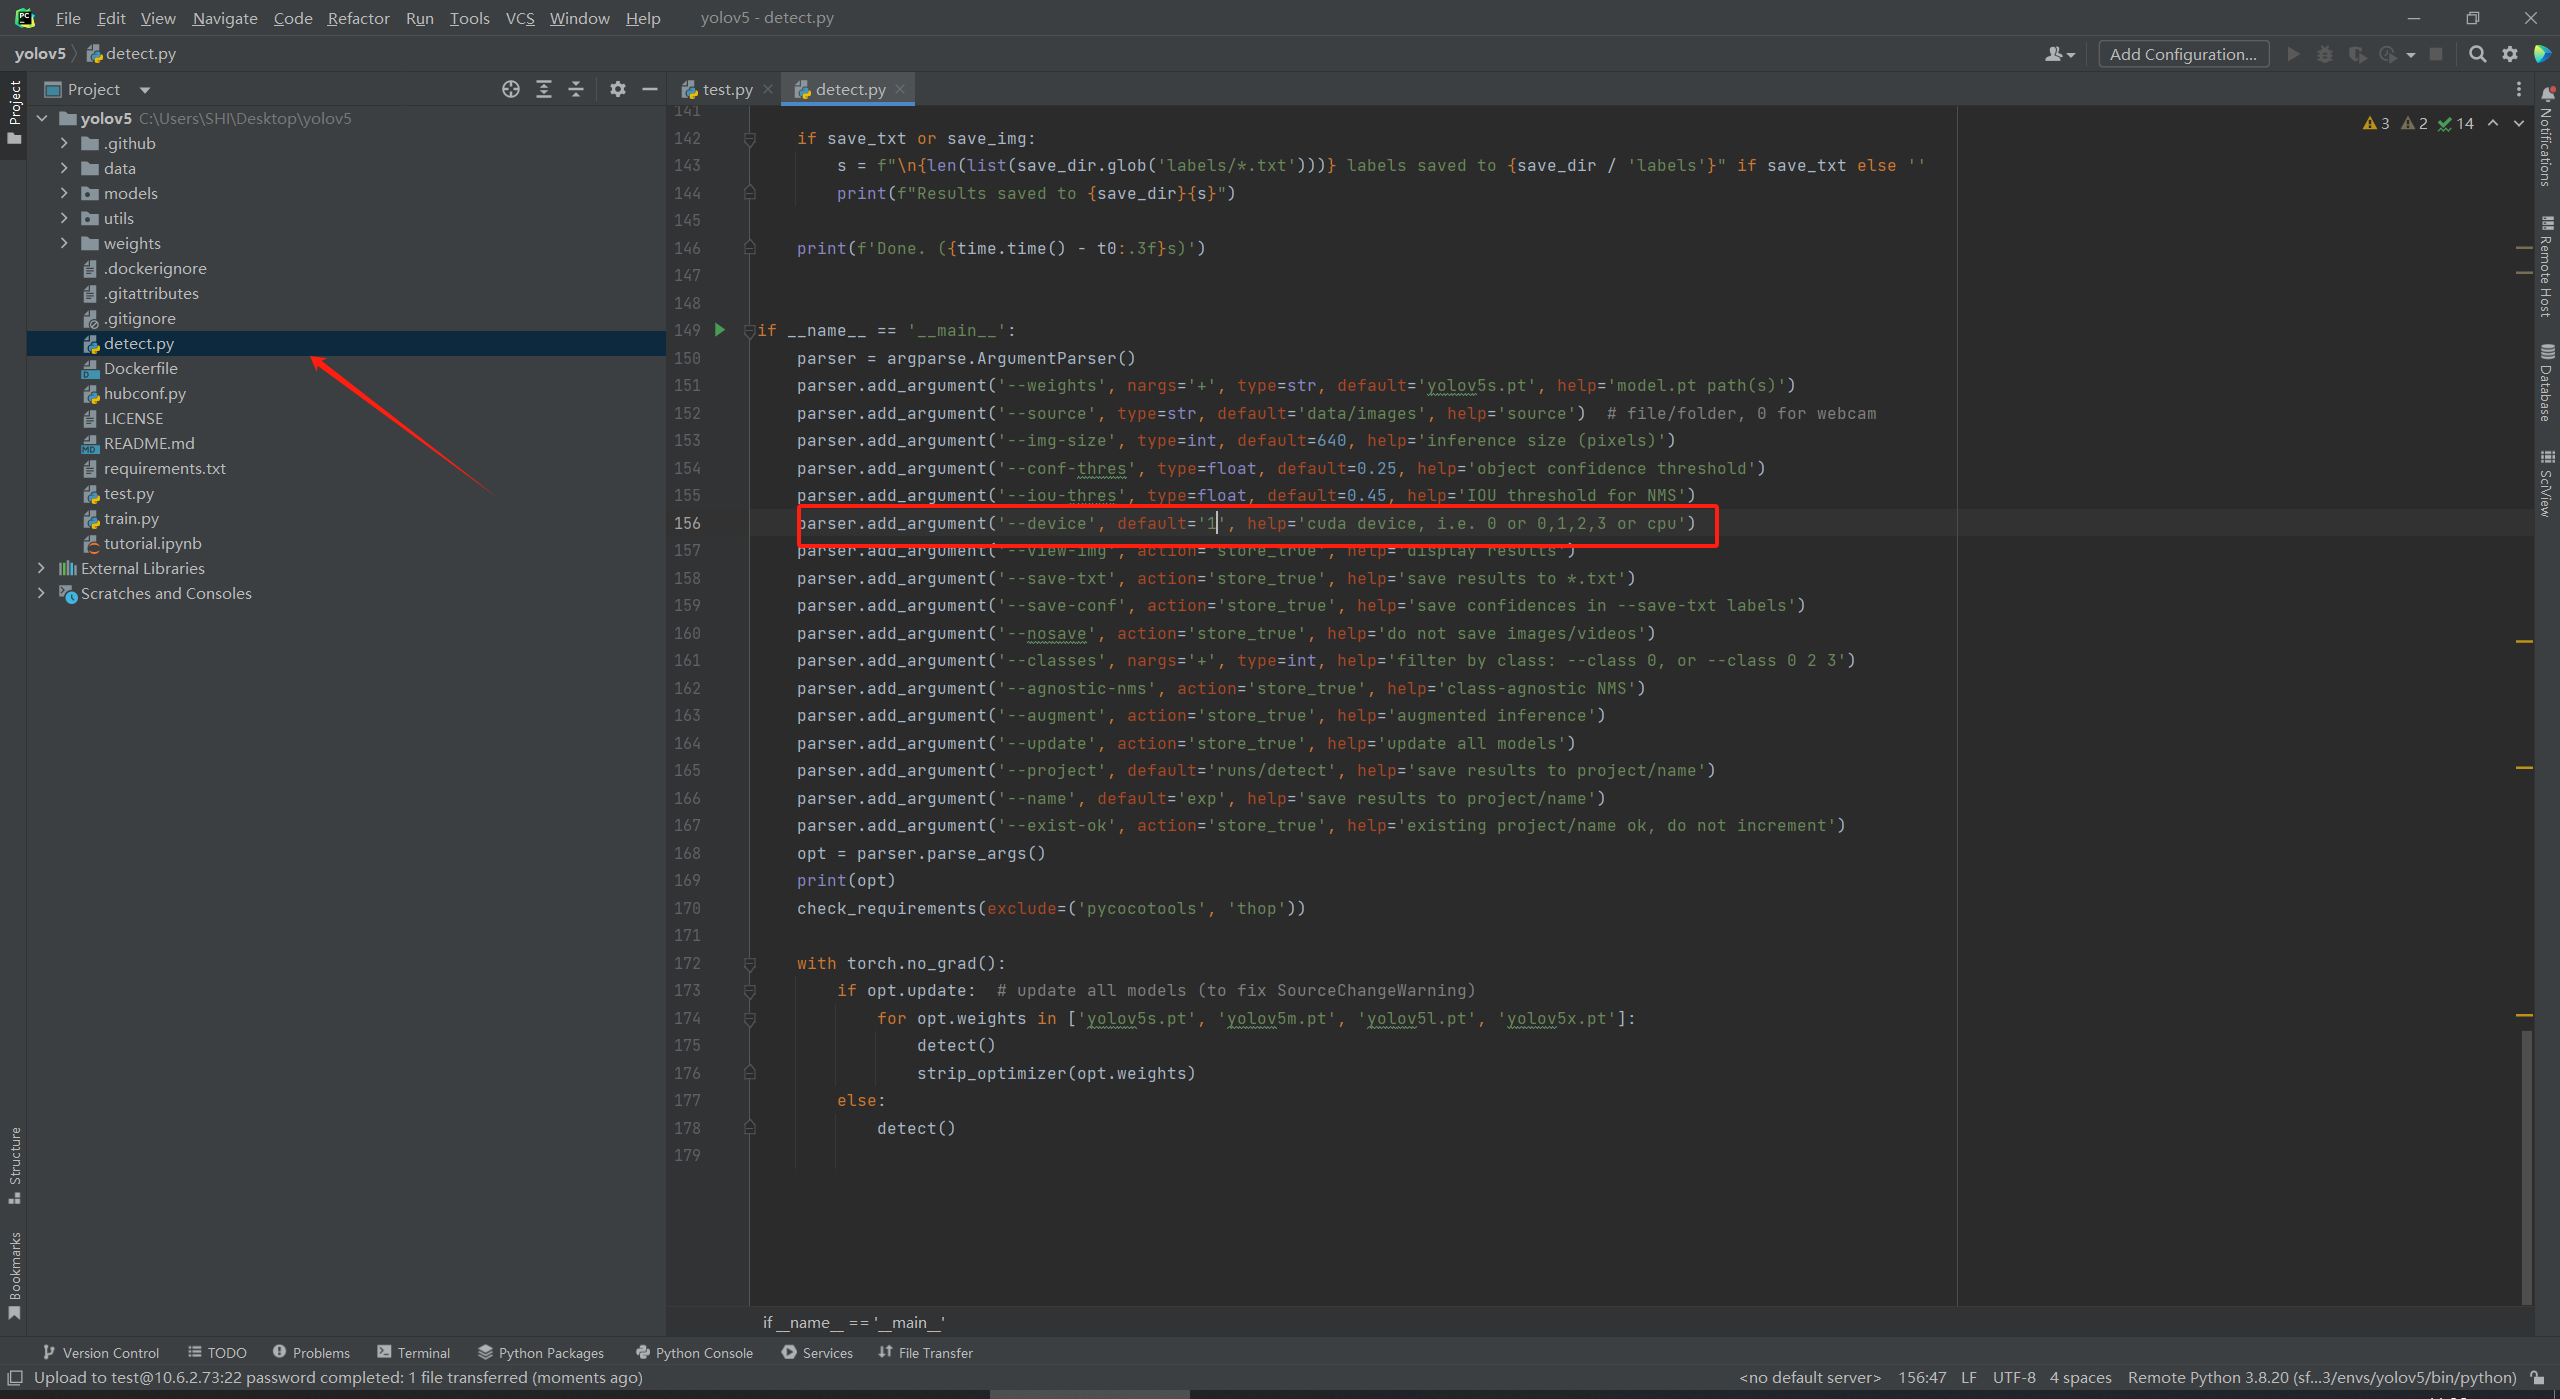 File Edit View Navigate Code Refactor Run Tools VCS Window Help yolov5 - detect.py
yolov5 detect.py
Add Configuration...
Project
Project
yolov5 C:\Users\SHI\Desktop\yolov5
.github
data
models
utils
weights
.dockerignore
.gitattributes
.gitignore
detect.py
Dockerfile
hubconf.py
LICENSE
README.md
requirements.txt
test.py
train.py
tutorial.ipynb
External Libraries
Scratches and Consoles
Structure
Bookmarks
test.py detect.py
3 2 14
141
142 if save_txt or save_img:
143 s = f"\n{len(list(save_dir.glob('labels/*.txt')))} labels saved to {save_dir / 'labels'}" if save_txt else ''
144 print(f"Results saved to {save_dir}{s}")
145
146 print(f'Done. ({time.time() - t0:.3f}s)')
147
148
149 if __name__ == '__main__':
150 parser = argparse.ArgumentParser()
151 parser.add_argument('--weights', nargs='+', type=str, default='yolov5s.pt', help='model.pt path(s)')
152 parser.add_argument('--source', type=str, default='data/images', help='source')  # file/folder, 0 for webcam
153 parser.add_argument('--img-size', type=int, default=640, help='inference size (pixels)')
154 parser.add_argument('--conf-thres', type=float, default=0.25, help='object confidence threshold')
155 parser.add_argument('--iou-thres', type=float, default=0.45, help='IOU threshold for NMS')
156 parser.add_argument('--device', default='1', help='cuda device, i.e. 0 or 0,1,2,3 or cpu')
157 parser.add_argument('--view-img', action='store_true', help='display results')
158 parser.add_argument('--save-txt', action='store_true', help='save results to *.txt')
159 parser.add_argument('--save-conf', action='store_true', help='save confidences in --save-txt labels')
160 parser.add_argument('--nosave', action='store_true', help='do not save images/videos')
161 parser.add_argument('--classes', nargs='+', type=int, help='filter by class: --class 0, or --class 0 2 3')
162 parser.add_argument('--agnostic-nms', action='store_true', help='class-agnostic NMS')
163 parser.add_argument('--augment', action='store_true', help='augmented inference')
164 parser.add_argument('--update', action='store_true', help='update all models')
165 parser.add_argument('--project', default='runs/detect', help='save results to project/name')
166 parser.add_argument('--name', default='exp', help='save results to project/name')
167 parser.add_argument('--exist-ok', action='store_true', help='existing project/name ok, do not increment')
168 opt = parser.parse_args()
169 print(opt)
170 check_requirements(exclude=('pycocotools', 'thop'))
171
172 with torch.no_grad():
173 if opt.update:  # update all models (to fix SourceChangeWarning)
174 for opt.weights in ['yolov5s.pt', 'yolov5m.pt', 'yolov5l.pt', 'yolov5x.pt']:
175 detect()
176 strip_optimizer(opt.weights)
177 else:
178 detect()
179
if __name__ == '__main__'
Notifications
Remote Host
Database
SciView
Version Control TODO Problems Terminal Python Packages Python Console Services File Transfer
Upload to test@10.6.2.73:22 password completed: 1 file transferred (moments ago) <no default server> 156:47 LF UTF-8 4 spaces Remote Python 3.8.20 (sf...3/envs/yolov5/bin/python)